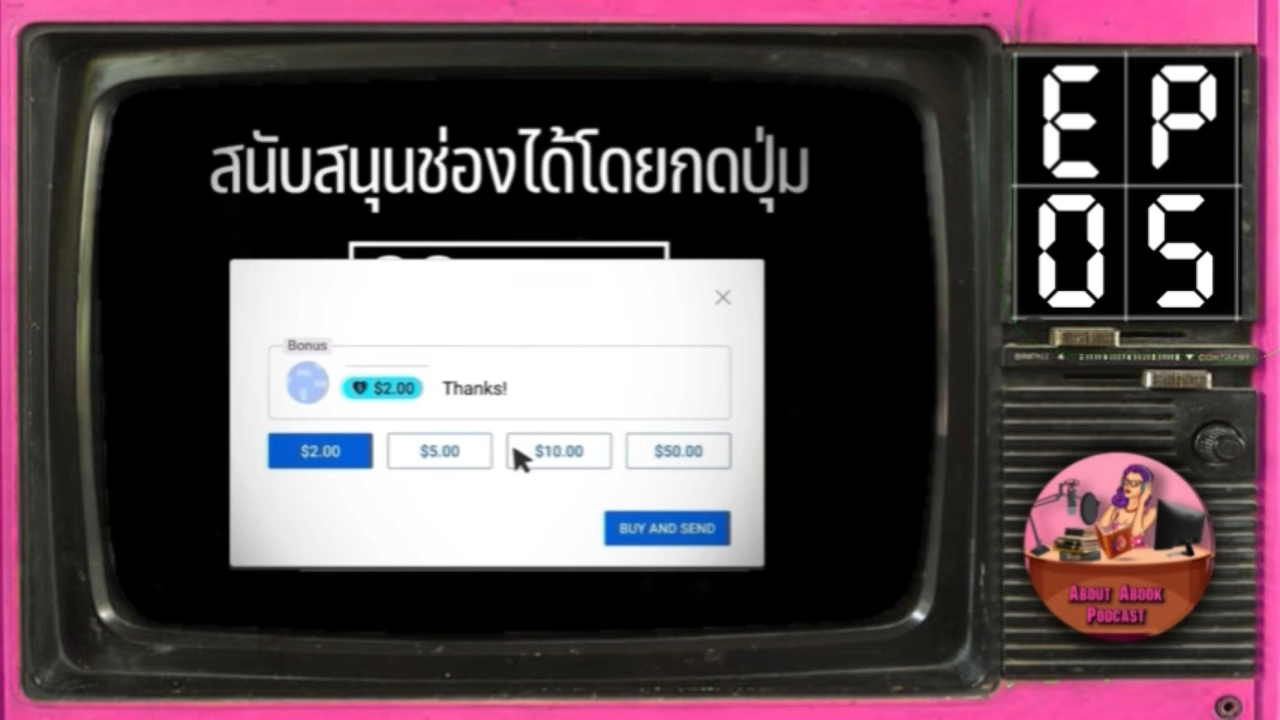 สนับสนุนช่องได้โดยกดปุ่ม
Bonus
$2.00 Thanks!
$2.00 $5.00 $10.00 $50.00
BUY AND SEND
EP
05
CONTRAST
ABOUT ABOOK
PODCAST